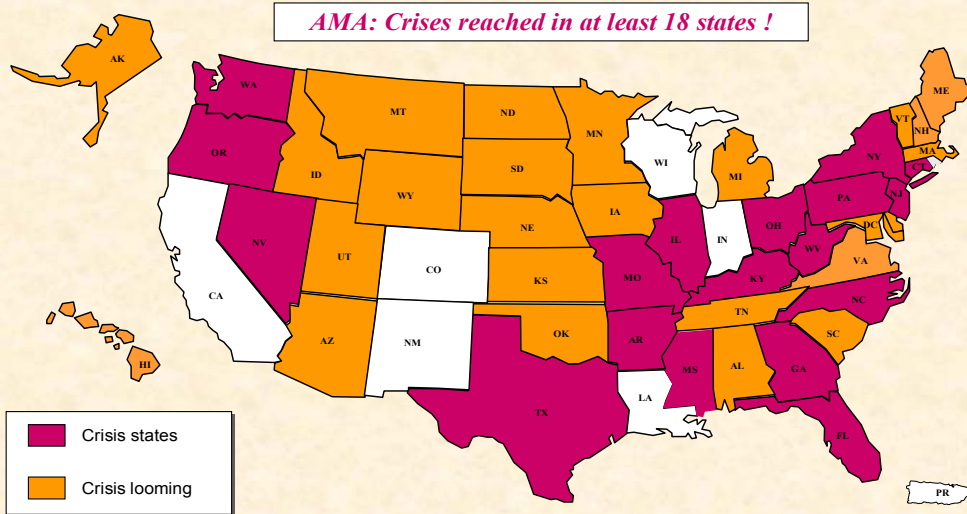 AMA: Crises reached in at least 18 states !
AK
WA
MT
ND
MN
ME
VT
NH
MA
CT
NY
WI
MI
OR
ID
SD
WY
IA
NE
PA
NJ
OH
IL
IN
DC
WV
VA
NV
UT
CO
KS
MO
KY
CA
NC
TN
AZ
NM
OK
AR
SC
HI
MS
AL
GA
TX
LA
FL
Crisis states
Crisis looming
PR